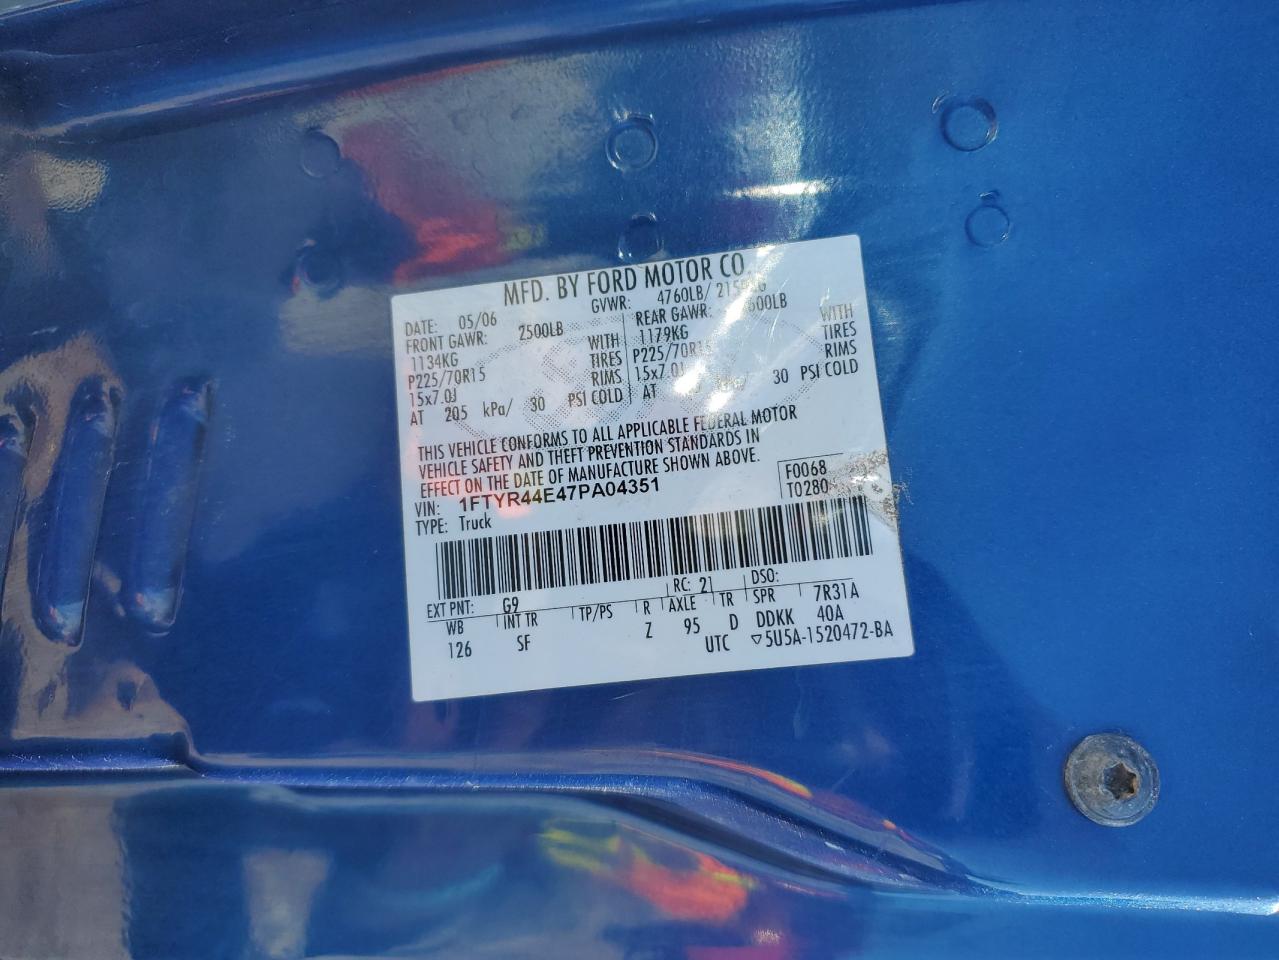 MFD. BY FORD MOTOR CO.
DATE: 05/06 GVWR: 4760LB/
FRONT GAWR: 2500LB REAR GAWR:
1134KG WITH 1179KG WITH
P225/70R15 TIRES P225/70R15 TIRES
15x7.0J RIMS 15x7.0J RIMS
AT 205 kPa/ 30 PSI COLD AT kPa/ 30 PSI COLD
THIS VEHICLE CONFORMS TO ALL APPLICABLE FEDERAL MOTOR
VEHICLE SAFETY AND THEFT PREVENTION STANDARDS IN
EFFECT ON THE DATE OF MANUFACTURE SHOWN ABOVE.
VIN: 1FTYR44E47PA04351 F0068
TYPE: Truck T0280
EXT PNT: G9 RC: 21 DSO:
WB INT TR TP/PS R AXLE TR SPR 7R31A
126 SF Z 95 D DDKK 40A
UTC ▽5U5A-1520472-BA